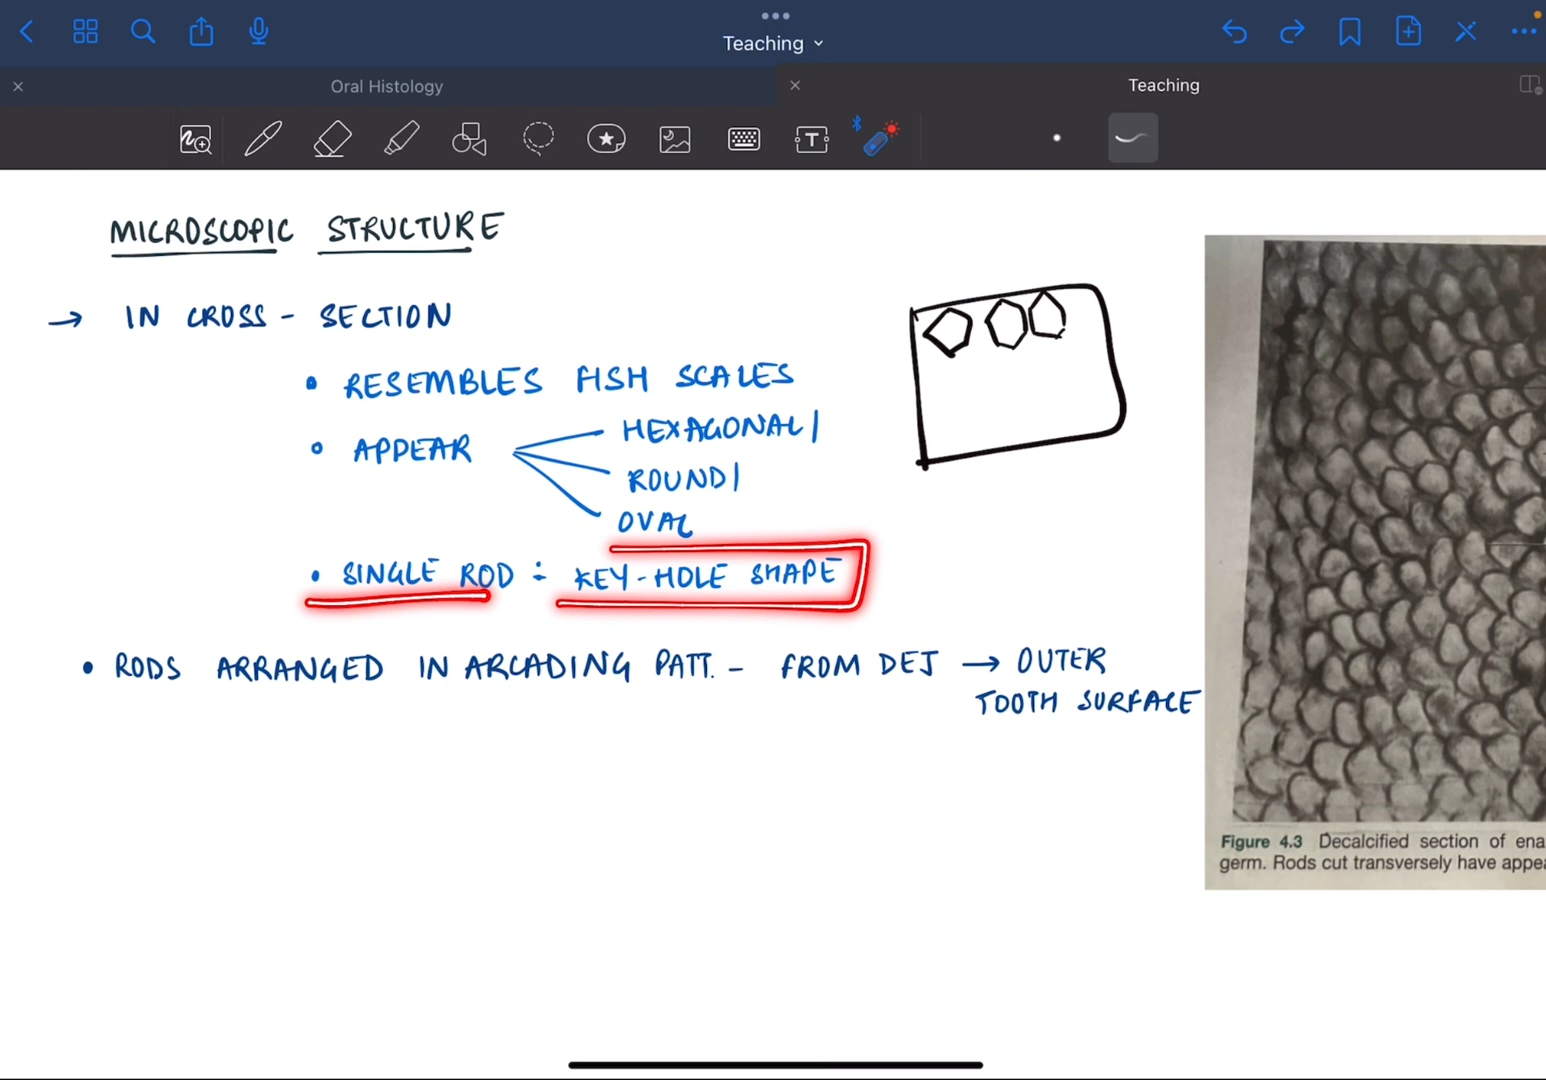 Teaching
Oral Histology
Teaching
T
MICROSCOPIC STRUCTURE
→ IN CROSS - SECTION
• RESEMBLES FISH SCALES
• APPEAR
HEXAGONAL|
ROUND|
OVAL
• SINGLE ROD ÷ KEY-HOLE SHAPE
• RODS ARRANGED IN ARCADING PATT. - FROM DEJ → OUTER
TOOTH SURFACE
Figure 4.3 Decalcified section of ena
germ. Rods cut transversely have appea